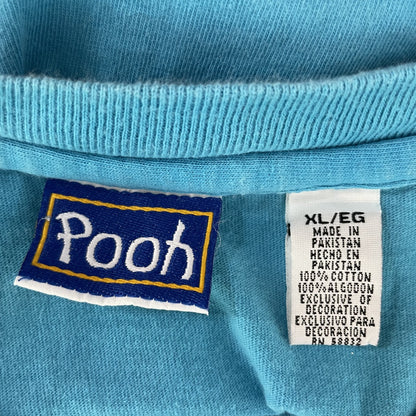 Pooh
XL/EG
MADE IN
PAKISTAN
HECHO EN
PAKISTAN
100% COTTON
100% ALGODON
EXCLUSIVE OF
DECORATION
EXCLUSIVO PARA
DECORACION
RN 58832